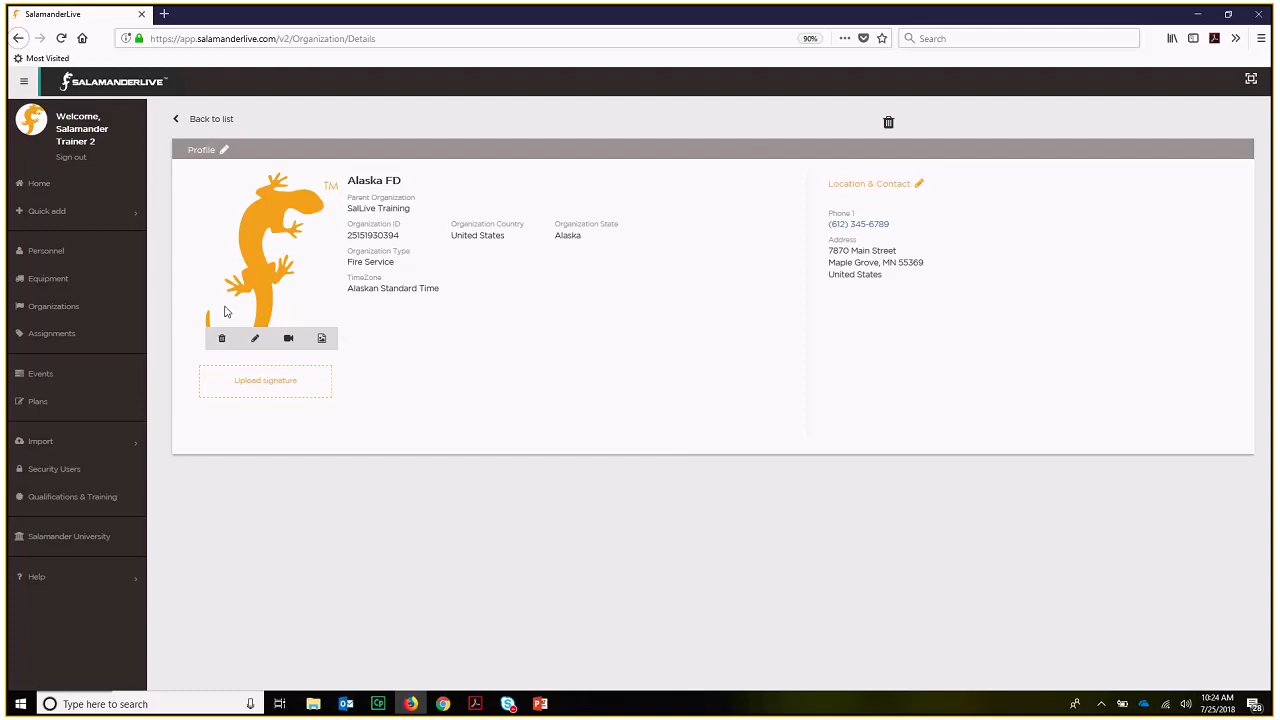 SalamanderLive
https://app.salamanderlive.com/v2/Organization/Details
90%
Search
Most Visited
SALAMANDERLIVE™
Welcome,
Salamander
Trainer 2
Sign out
Home
Quick add
Personnel
Equipment
Organizations
Assignments
Events
Plans
Import
Security Users
Qualifications & Training
Salamander University
Help
Back to list
Profile
TM
Alaska FD
Parent Organization
SalLive Training
Organization ID
Organization Country
Organization State
25151930394
United States
Alaska
Organization Type
Fire Service
TimeZone
Alaskan Standard Time
Upload signature
Location & Contact
Phone 1
(612) 345-6789
Address
7870 Main Street
Maple Grove, MN 55369
United States
Type here to search
10:24 AM
7/25/2018
28